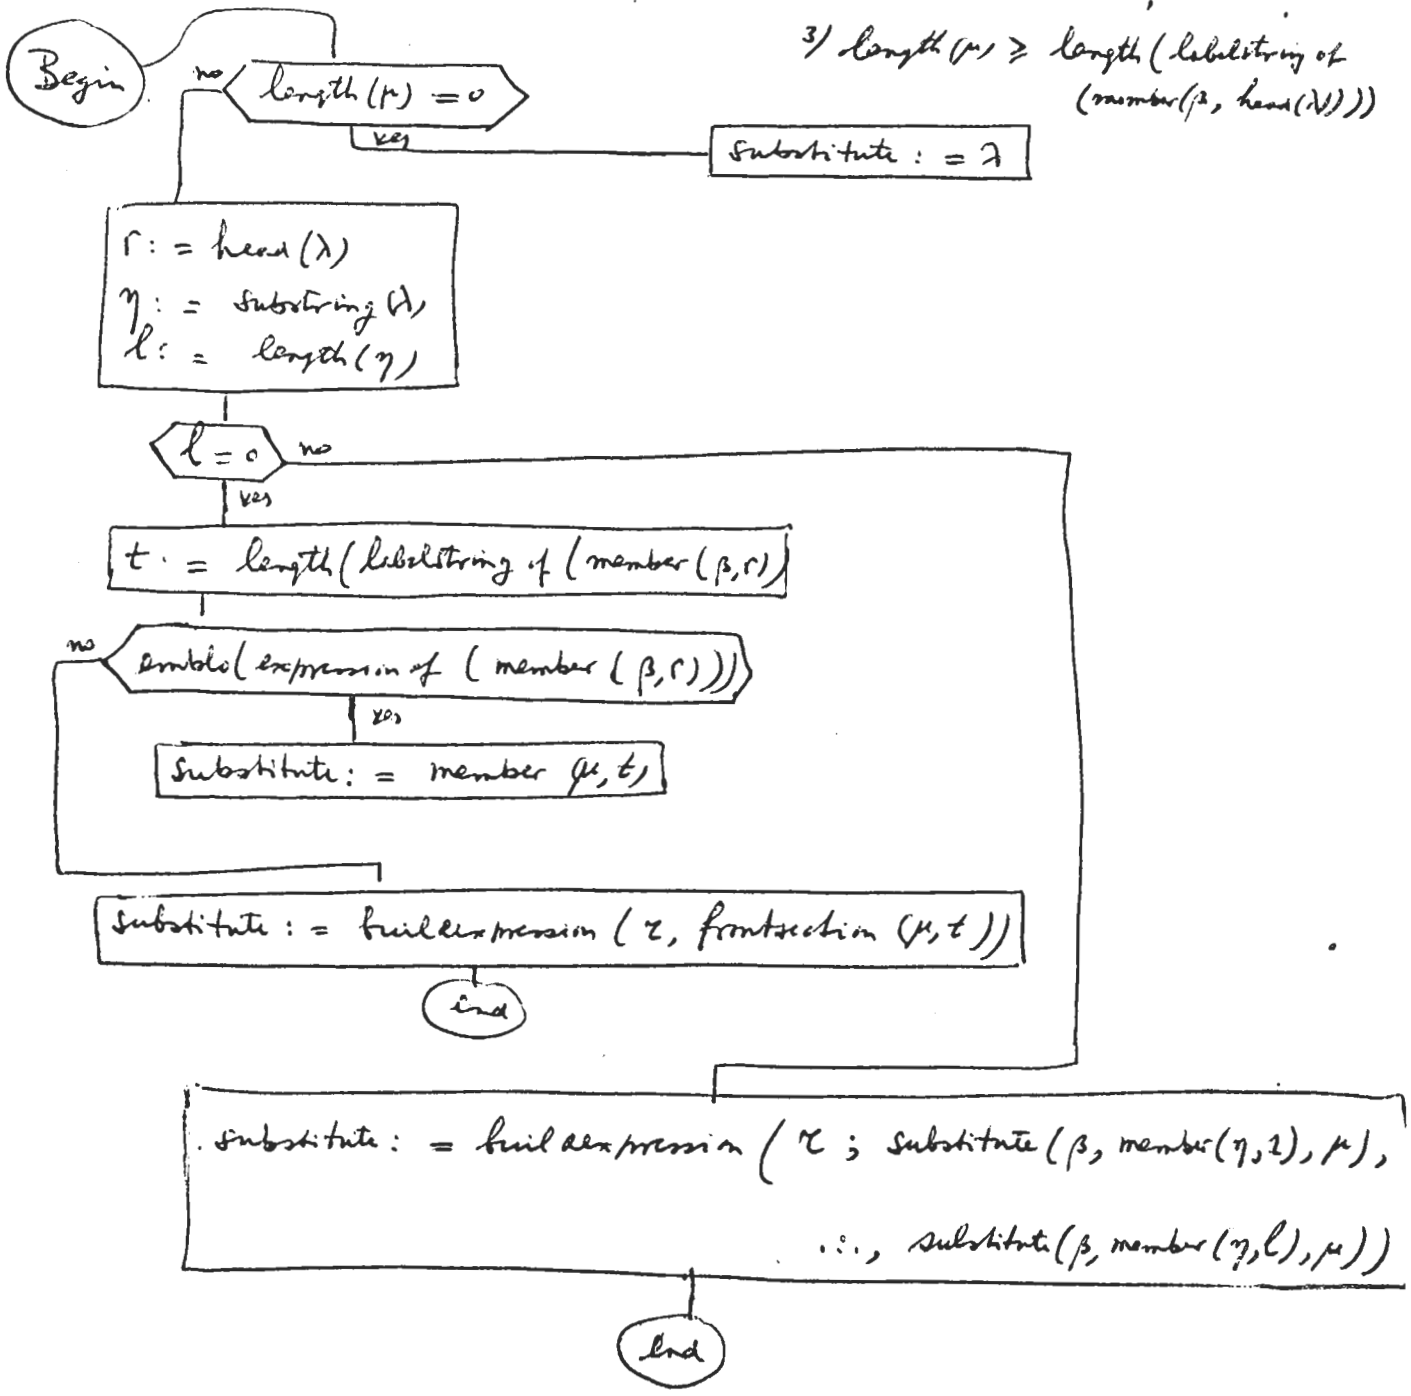 3) length(μ) ≥ length(labelstring of
(member(β, head(λ))))
Begin
length(μ) = 0
no
yes
substitute : = λ
r : = head(λ)
η : = substring(λ)
l : = length(η)
l = 0
no
yes
t : = length(labelstring of (member(β,r)
no
(expression of (member(β,r)))
yes
substitute : = member (μ, t)
substitute : = buildexpression (r, frontsection (μ, t))
end
substitute : = buildexpression (r ; substitute(β, member(η,1), μ),
..., substitute(β, member(η,l), μ))
End